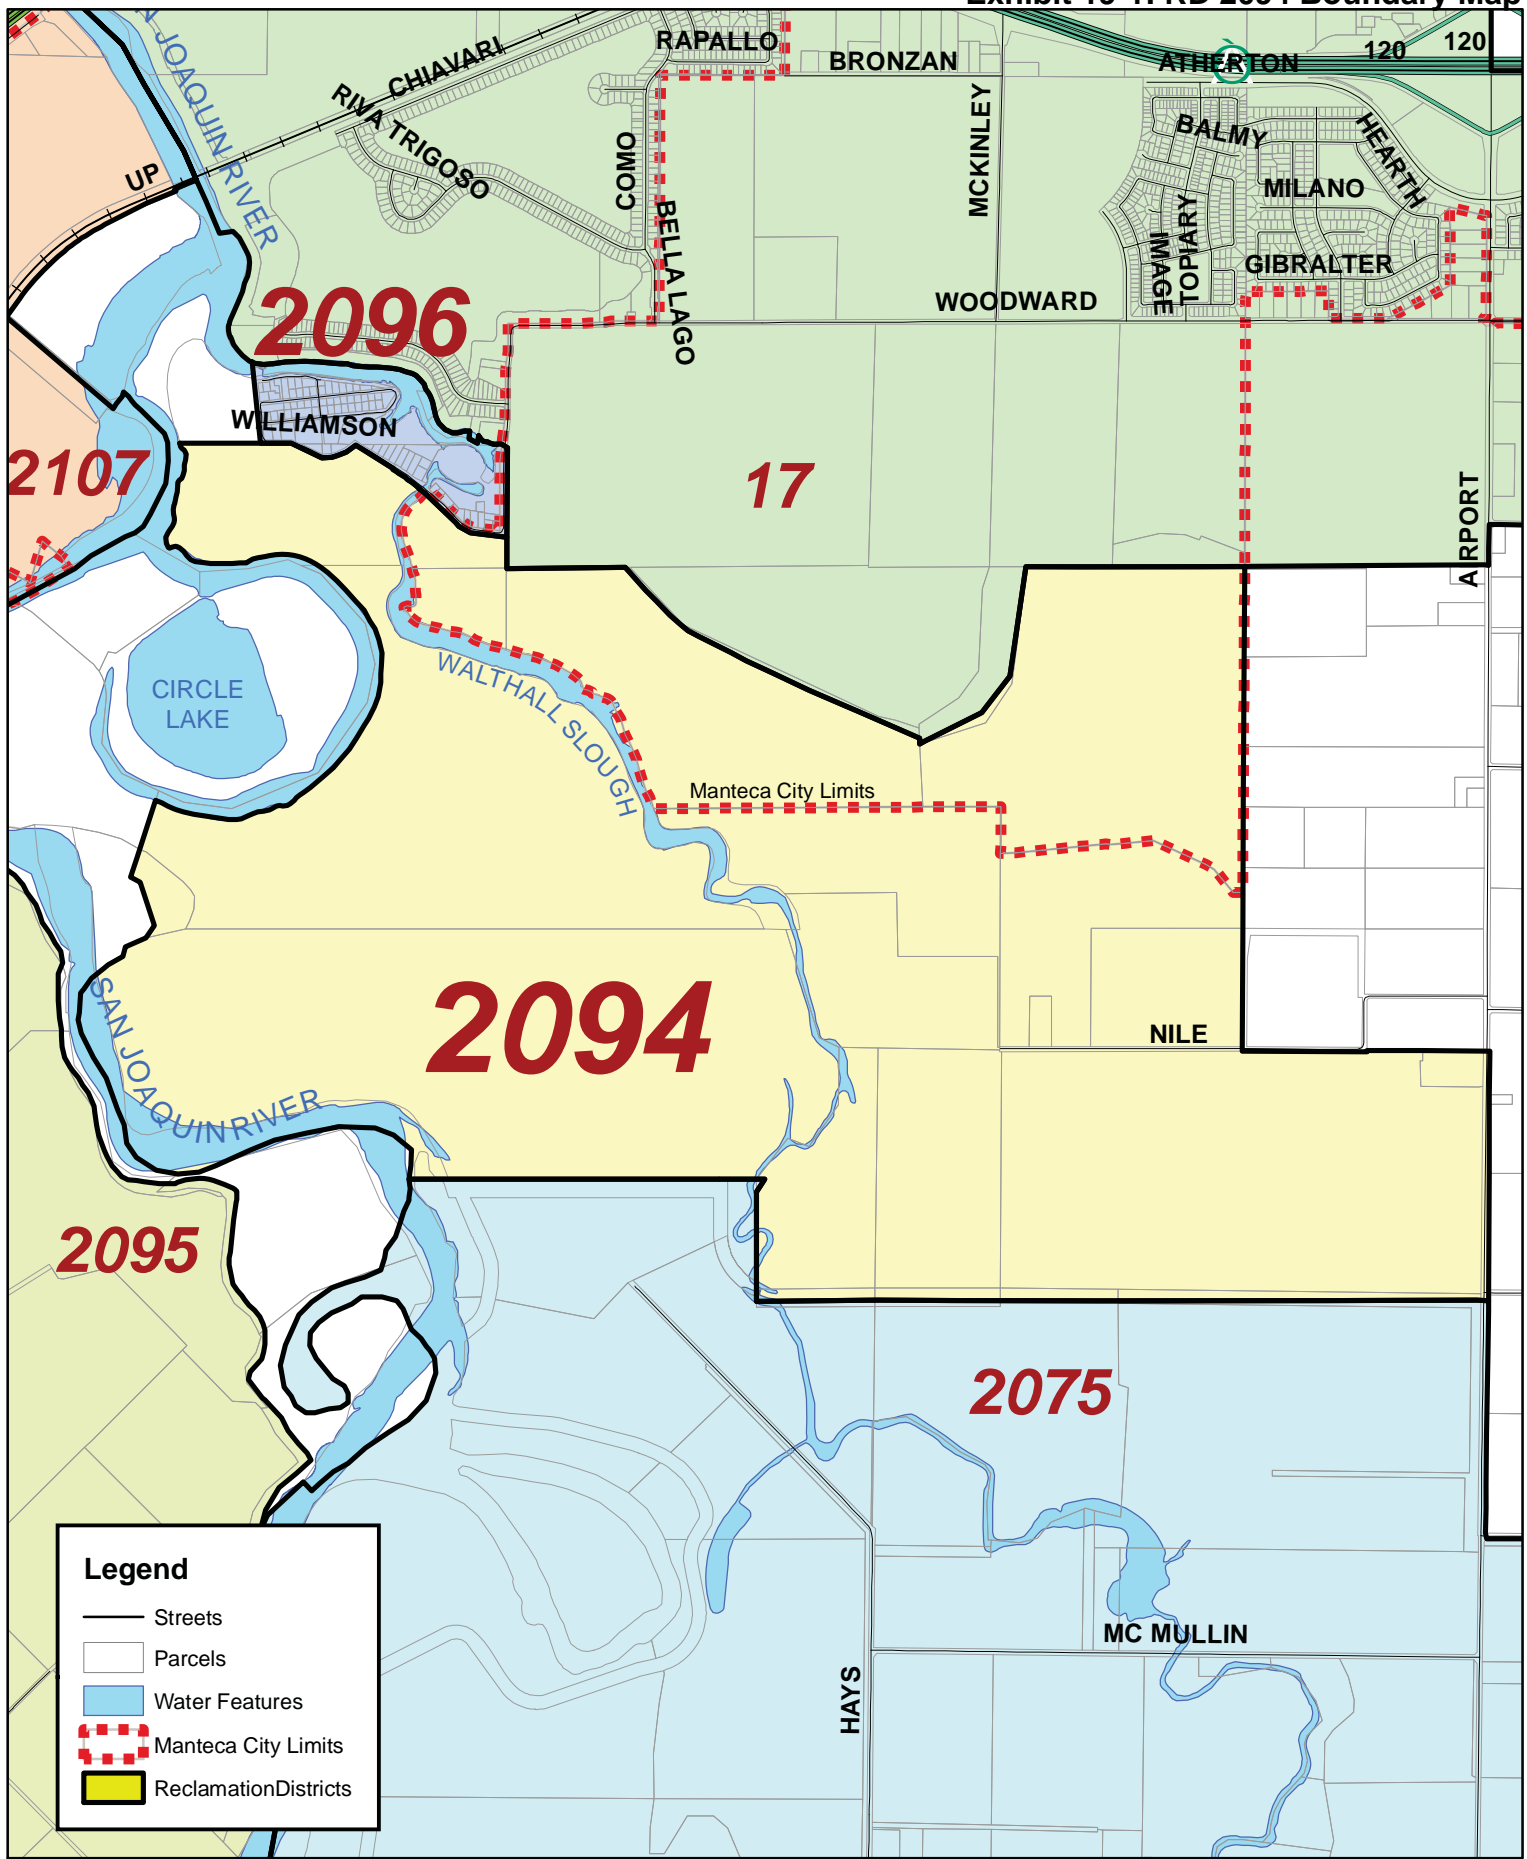 CHIAVARI
RAPALLO
BRONZAN
ATHERTON
120
120
JOAQUIN RIVER
UP
RIVA TRIGOSO
COMO
BELLA LAGO
MCKINLEY
BALMY
HEARTH
MILANO
IMAGE
TOPIARY
GIBRALTER
WOODWARD
2096
WILLIAMSON
2107
17
AIRPORT
CIRCLE
LAKE
WALTHALL SLOUGH
Manteca City Limits
2094
SAN JOAQUIN RIVER
NILE
2095
2075
MC MULLIN
HAYS
Legend
Streets
Parcels
Water Features
Manteca City Limits
ReclamationDistricts